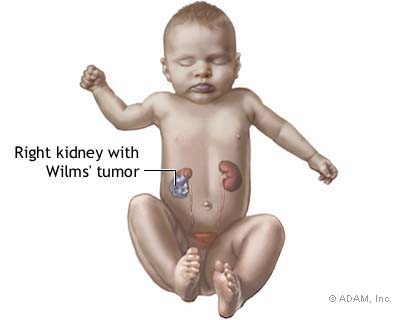 Right kidney with
Wilms' tumor
© ADAM, Inc.